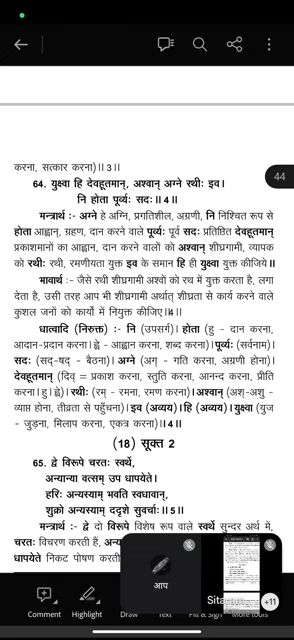 करना, सत्कार करना)।। 3 ।।
44
64. युक्ष्वा हि देवहूतमान्, अश्वान् अग्ने रथीः इव।
नि होता पूर्व्यः सदः।। 4 ।।
मन्त्रार्थ :- अग्ने हे अग्नि, प्रगतिशील, अग्रणी, नि निश्चित रूप से
होता आह्वान, ग्रहण, दान करने वाले पूर्व्यः पूर्व सदः प्रतिष्ठित देवहूतमान्
प्रकाशमानों का आह्वान, दान करने वालों को अश्वान् शीघ्रगामी, व्यापक
को रथीः रथी, रमणीयता युक्त इव के समान हि ही युक्ष्वा युक्त कीजिये।।
भावार्थ :- जैसे रथी शीघ्रगामी अश्वों को रथ में युक्त करता है, लगा
देता है, उसी तरह आप भी शीघ्रगामी अर्थात् शीघ्रता से कार्य करने वाले
कुशल जनों को कार्यों में नियुक्त कीजिए।।4।।
धात्वादि (निरुक्त) :- नि (उपसर्ग)। होता (हु - दान करना,
आदान-प्रदान करना। ह्वे - आह्वान करना, शब्द करना)। पूर्व्यः (सर्वनाम)।
सदः (सद्-षद् - बैठना)। अग्ने (अग् - गति करना, अग्रणी होना)।
देवहूतमान् (दिव् = प्रकाश करना, स्तुति करना, आनन्द करना, प्रीति
करना। हु। ह्वे)। रथीः (रम् - रमना, रमण करना)। अश्वान् (अश्-अशु -
व्याप्त होना, तीव्रता से पहुँचना)। इव (अव्यय)। हि (अव्यय)। युक्ष्वा (युज
- जुड़ना, मिलाप करना, एकत्र करना)।।4।।
(18) सूक्त 2
65. द्वे विरूपे चरतः स्वर्थे,
अन्यान्या वत्सम् उप धापयेते।
हरिः अन्यस्याम् भवति स्वधावान्,
शुक्रो अन्यस्याम् ददृशे सुवर्चाः।। 5 ।।
मन्त्रार्थ :- द्वे दो विरूपे विशेष रूप वाले स्वर्थे सुन्दर अर्थ में,
चरतः विचरण करती हैं,
धापयेते निकट पोषण करती
आप
+11
Comment
Highlight
Draw
Text
Fill & Sign
More tools